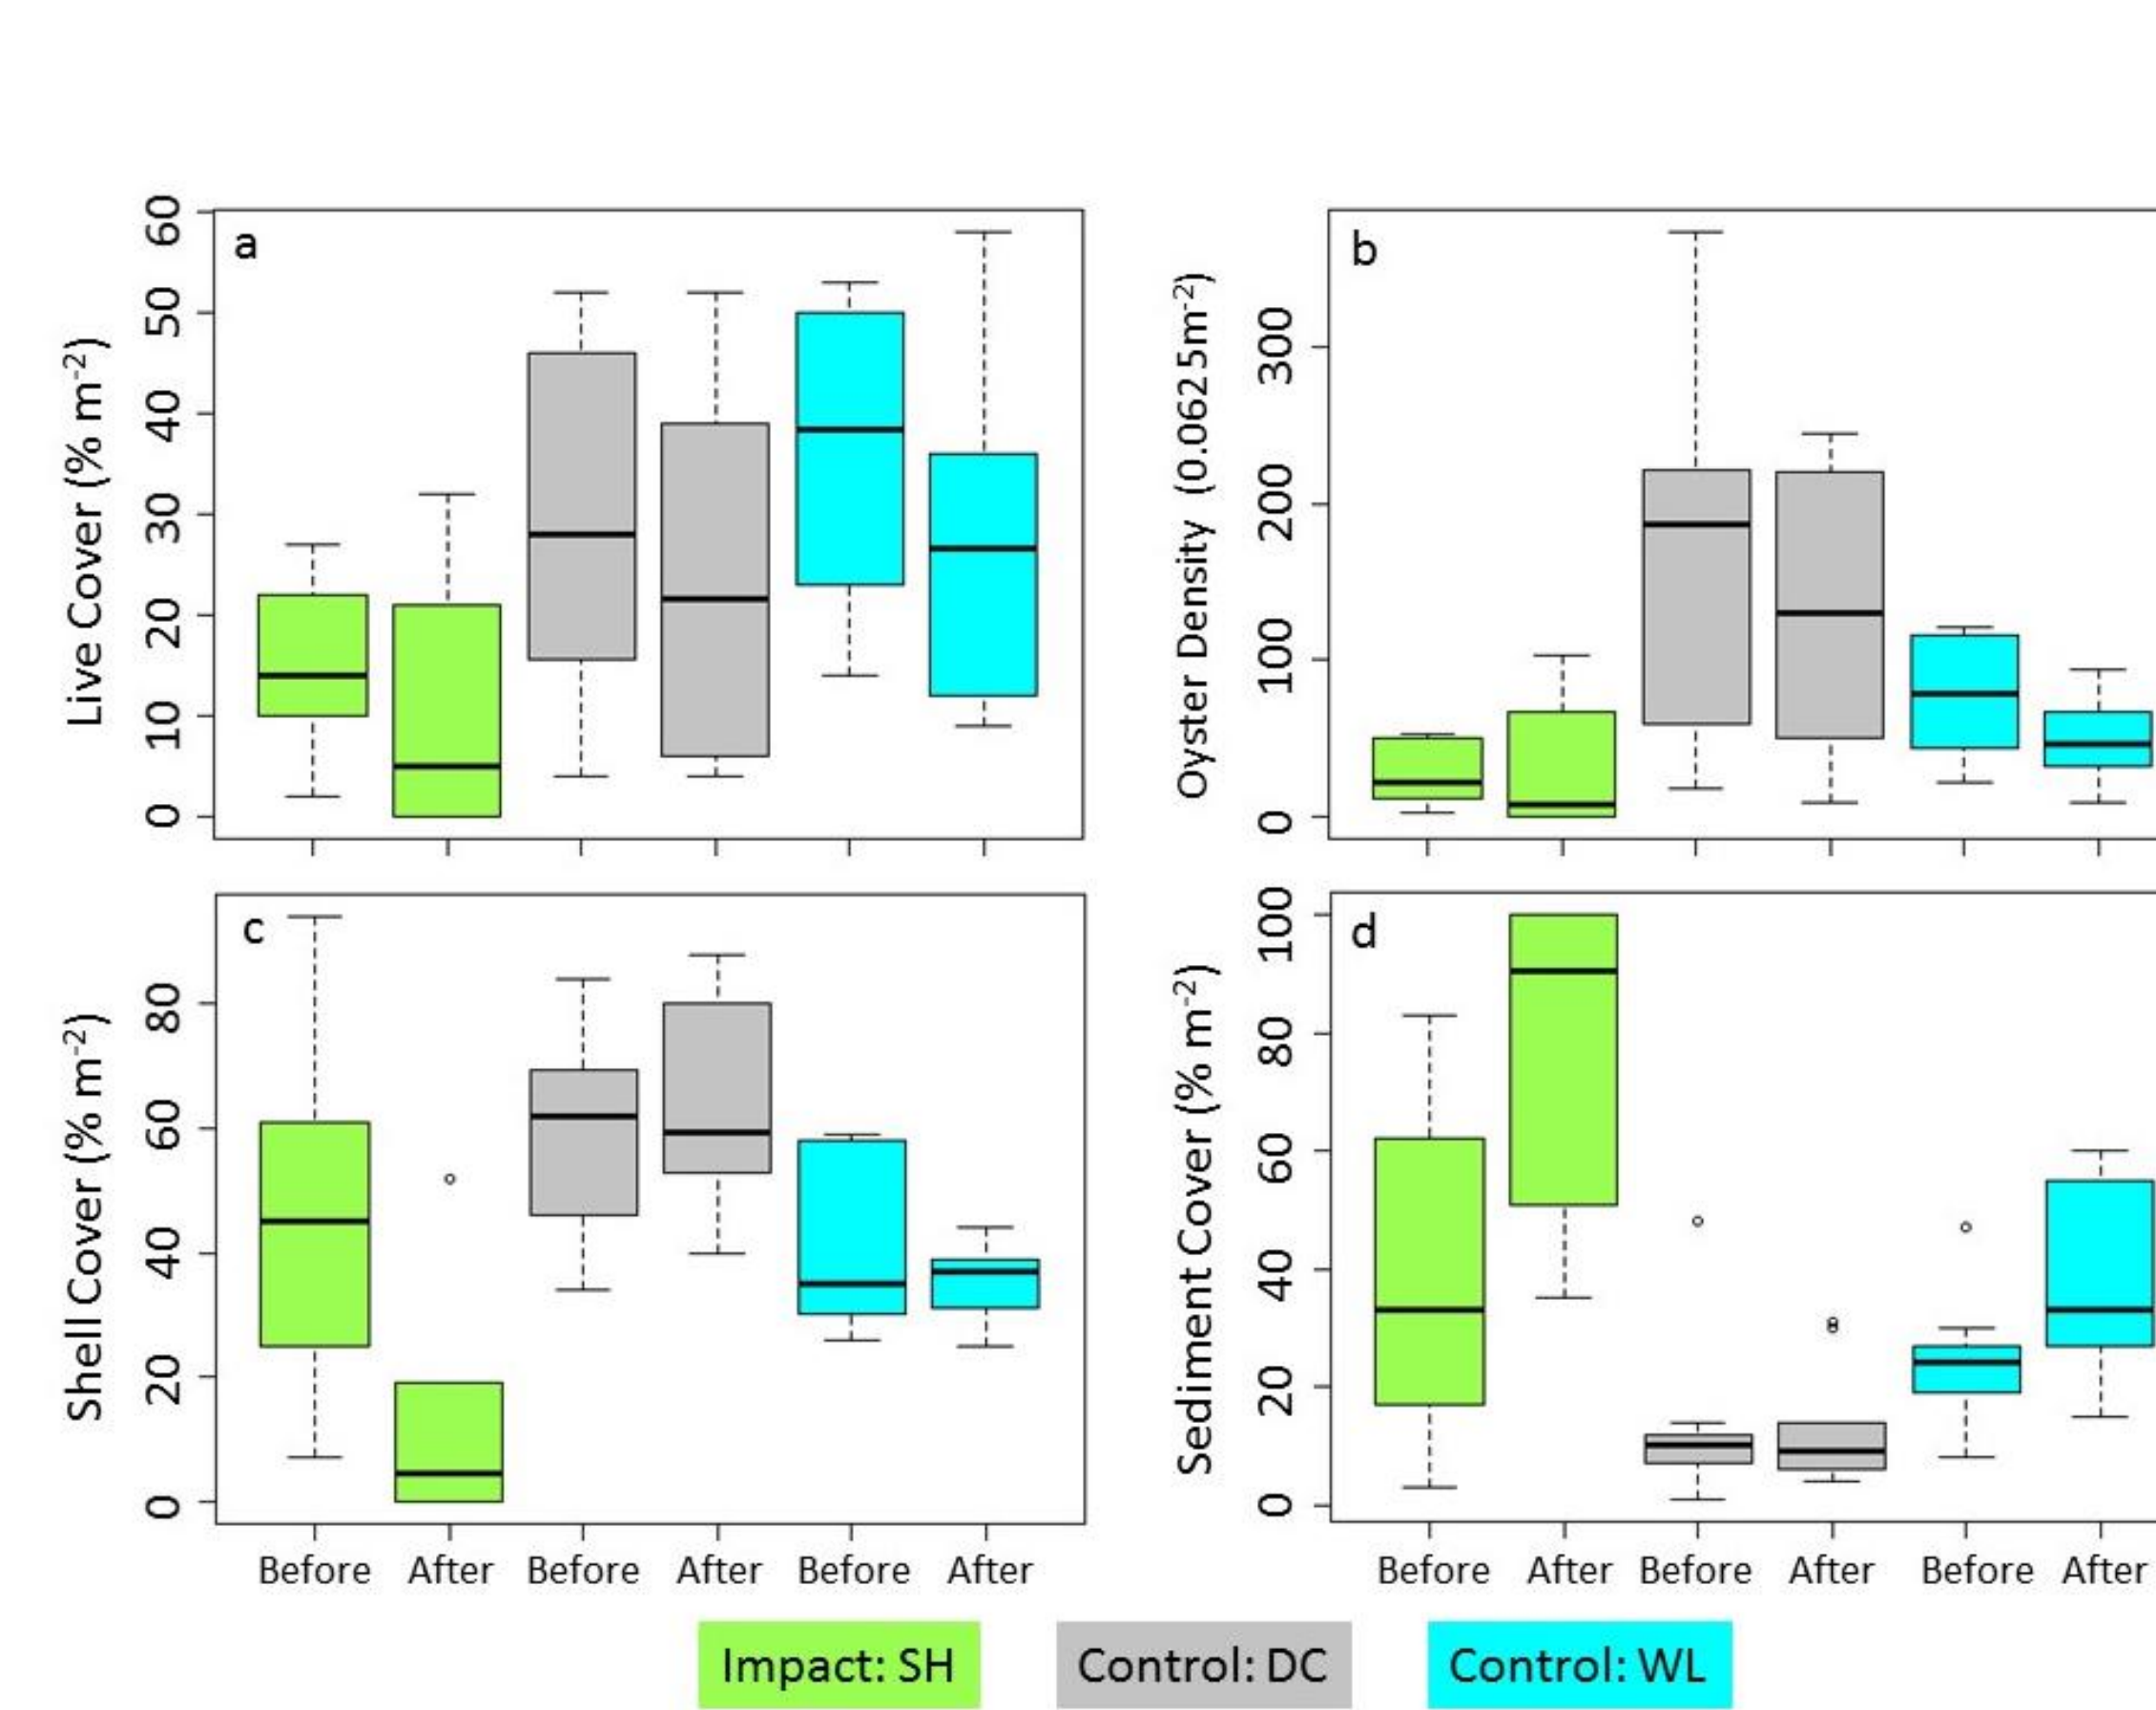 a
60
50
40
30
20
10
0
Live Cover (% m-2)
b
300
200
100
0
Oyster Density (0.0625m-2)
c
80
60
40
20
0
Shell Cover (% m-2)
d
100
80
60
40
20
0
Sediment Cover (% m-2)
Before After Before After Before After
Before After Before After Before After
Impact: SH
Control: DC
Control: WL